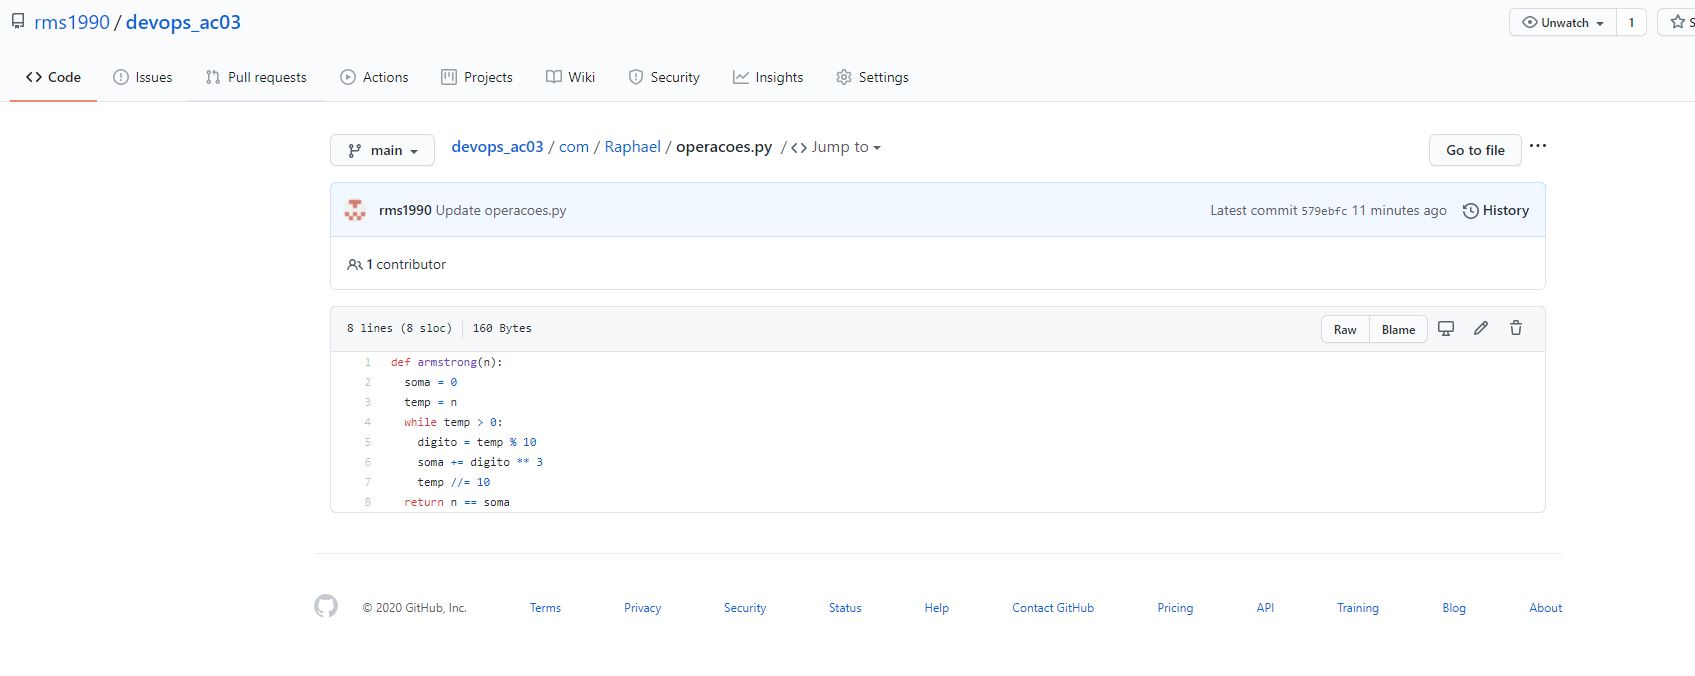 rms1990 / devops_ac03
Unwatch 1
Code Issues Pull requests Actions Projects Wiki Security Insights Settings
main devops_ac03 / com / Raphael / operacoes.py / <> Jump to Go to file ...
rms1990 Update operacoes.py Latest commit 579ebfc 11 minutes ago History
1 contributor
8 lines (8 sloc) 160 Bytes Raw Blame
1 def armstrong(n):
2 soma = 0
3 temp = n
4 while temp > 0:
5 digito = temp % 10
6 soma += digito ** 3
7 temp //= 10
8 return n == soma
© 2020 GitHub, Inc. Terms Privacy Security Status Help Contact GitHub Pricing API Training Blog About